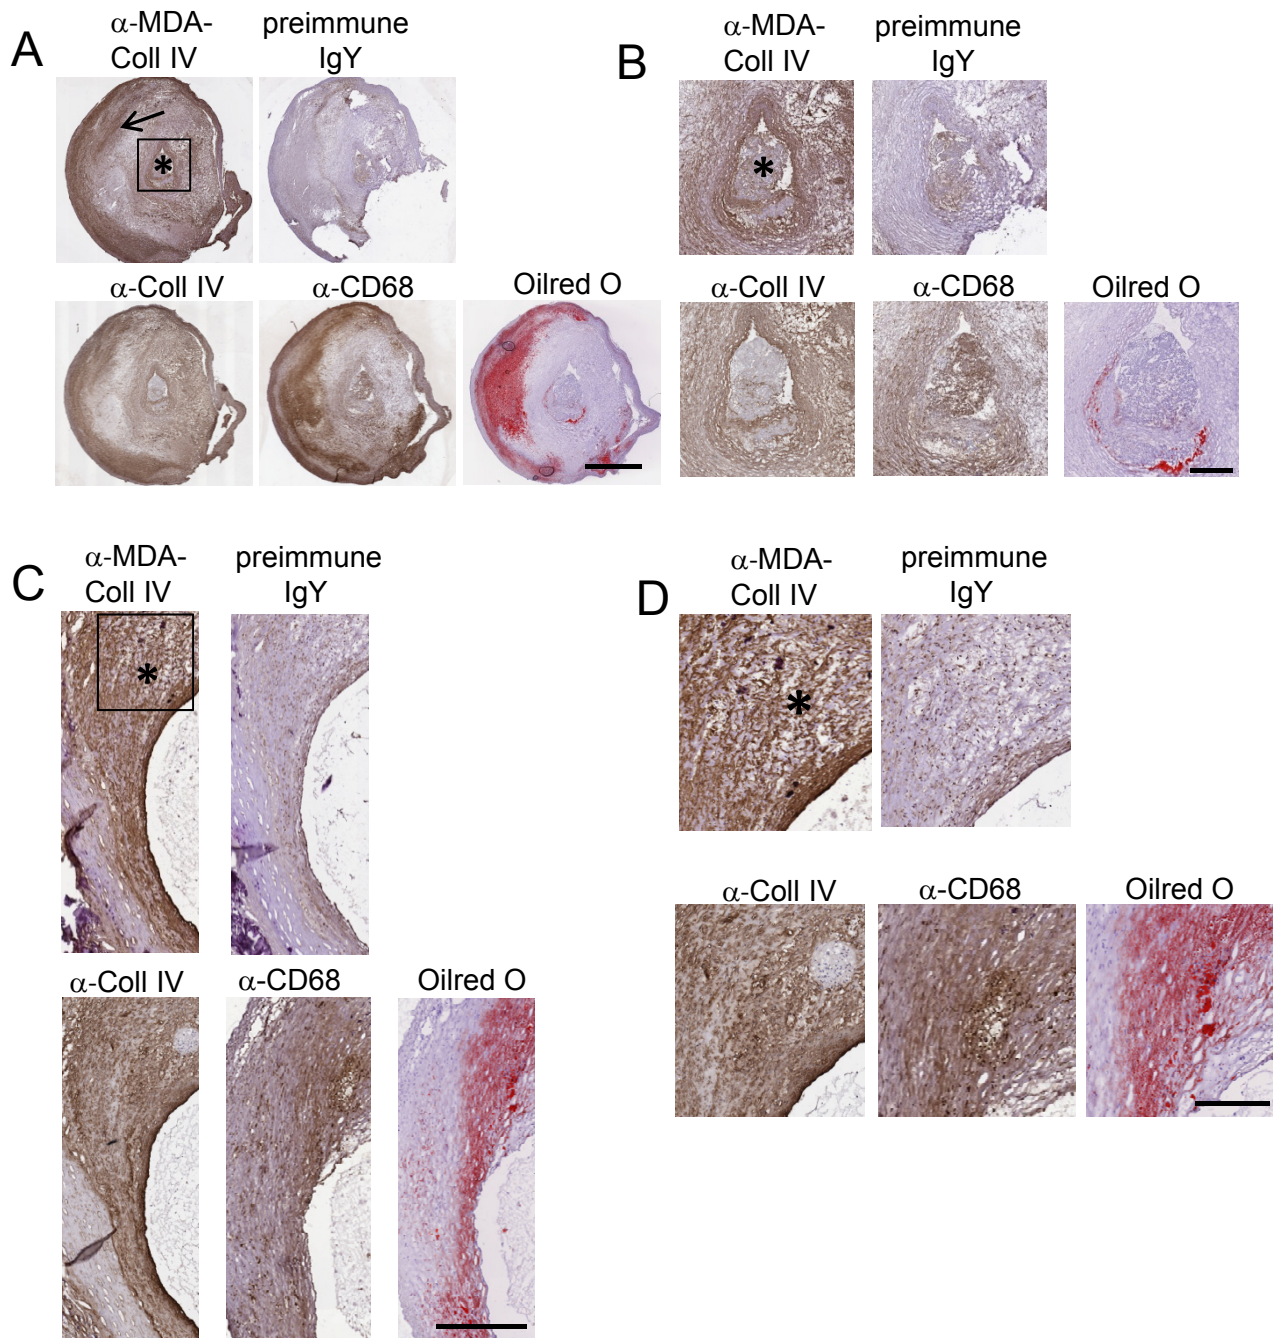 A
α-MDA-
Coll IV
preimmune
IgY
*
α-Coll IV
α-CD68
Oilred O
B
α-MDA-
Coll IV
preimmune
IgY
*
α-Coll IV
α-CD68
Oilred O
C
α-MDA-
Coll IV
preimmune
IgY
*
α-Coll IV
α-CD68
Oilred O
D
α-MDA-
Coll IV
preimmune
IgY
*
α-Coll IV
α-CD68
Oilred O